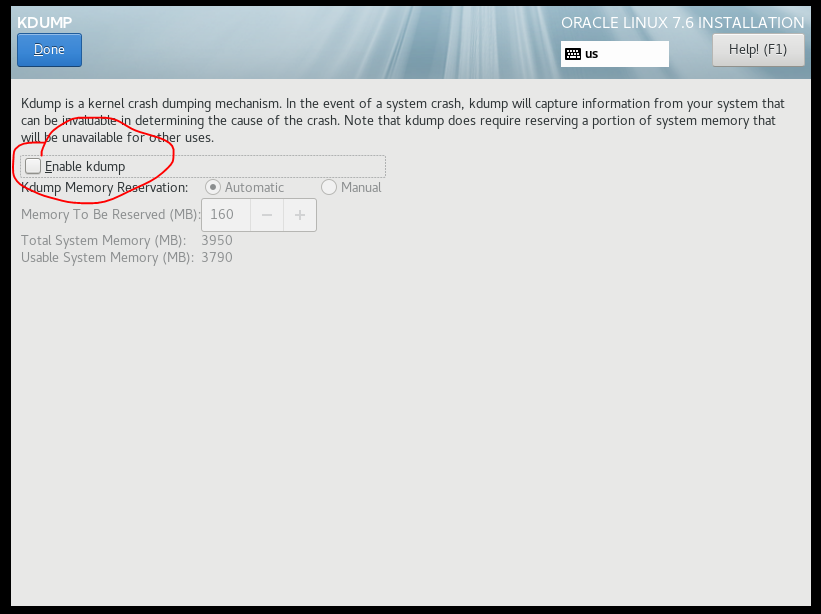 KDUMP
ORACLE LINUX 7.6 INSTALLATION
Done
us
Help! (F1)
Kdump is a kernel crash dumping mechanism. In the event of a system crash, kdump will capture information from your system that
can be invaluable in determining the cause of the crash. Note that kdump does require reserving a portion of system memory that
will be unavailable for other uses.
Enable kdump
Kdump Memory Reservation: Automatic Manual
Memory To Be Reserved (MB): 160 − +
Total System Memory (MB): 3950
Usable System Memory (MB): 3790